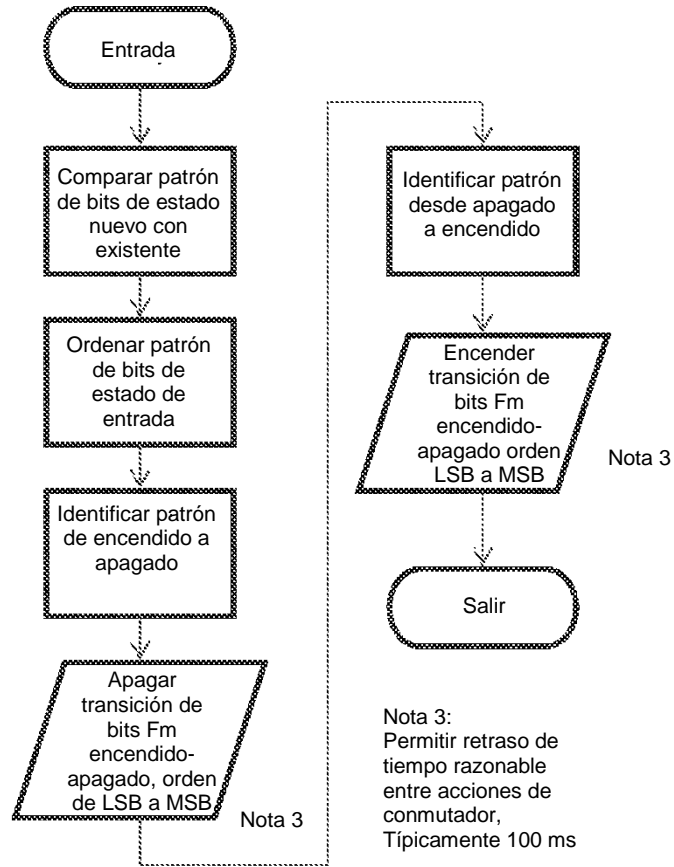 Entrada
Comparar patrón
de bits de estado
nuevo con
existente
Ordenar patrón
de bits de
estado de
entrada
Identificar patrón
de encendido a
apagado
Apagar
transición de
bits Fm
encendido-
apagado, orden
de LSB a MSB
Nota 3
Identificar patrón
desde apagado
a encendido
Encender
transición de
bits Fm
encendido-
apagado orden
LSB a MSB
Nota 3
Salir
Nota 3:
Permitir retraso de
tiempo razonable
entre acciones de
conmutador,
Típicamente 100 ms